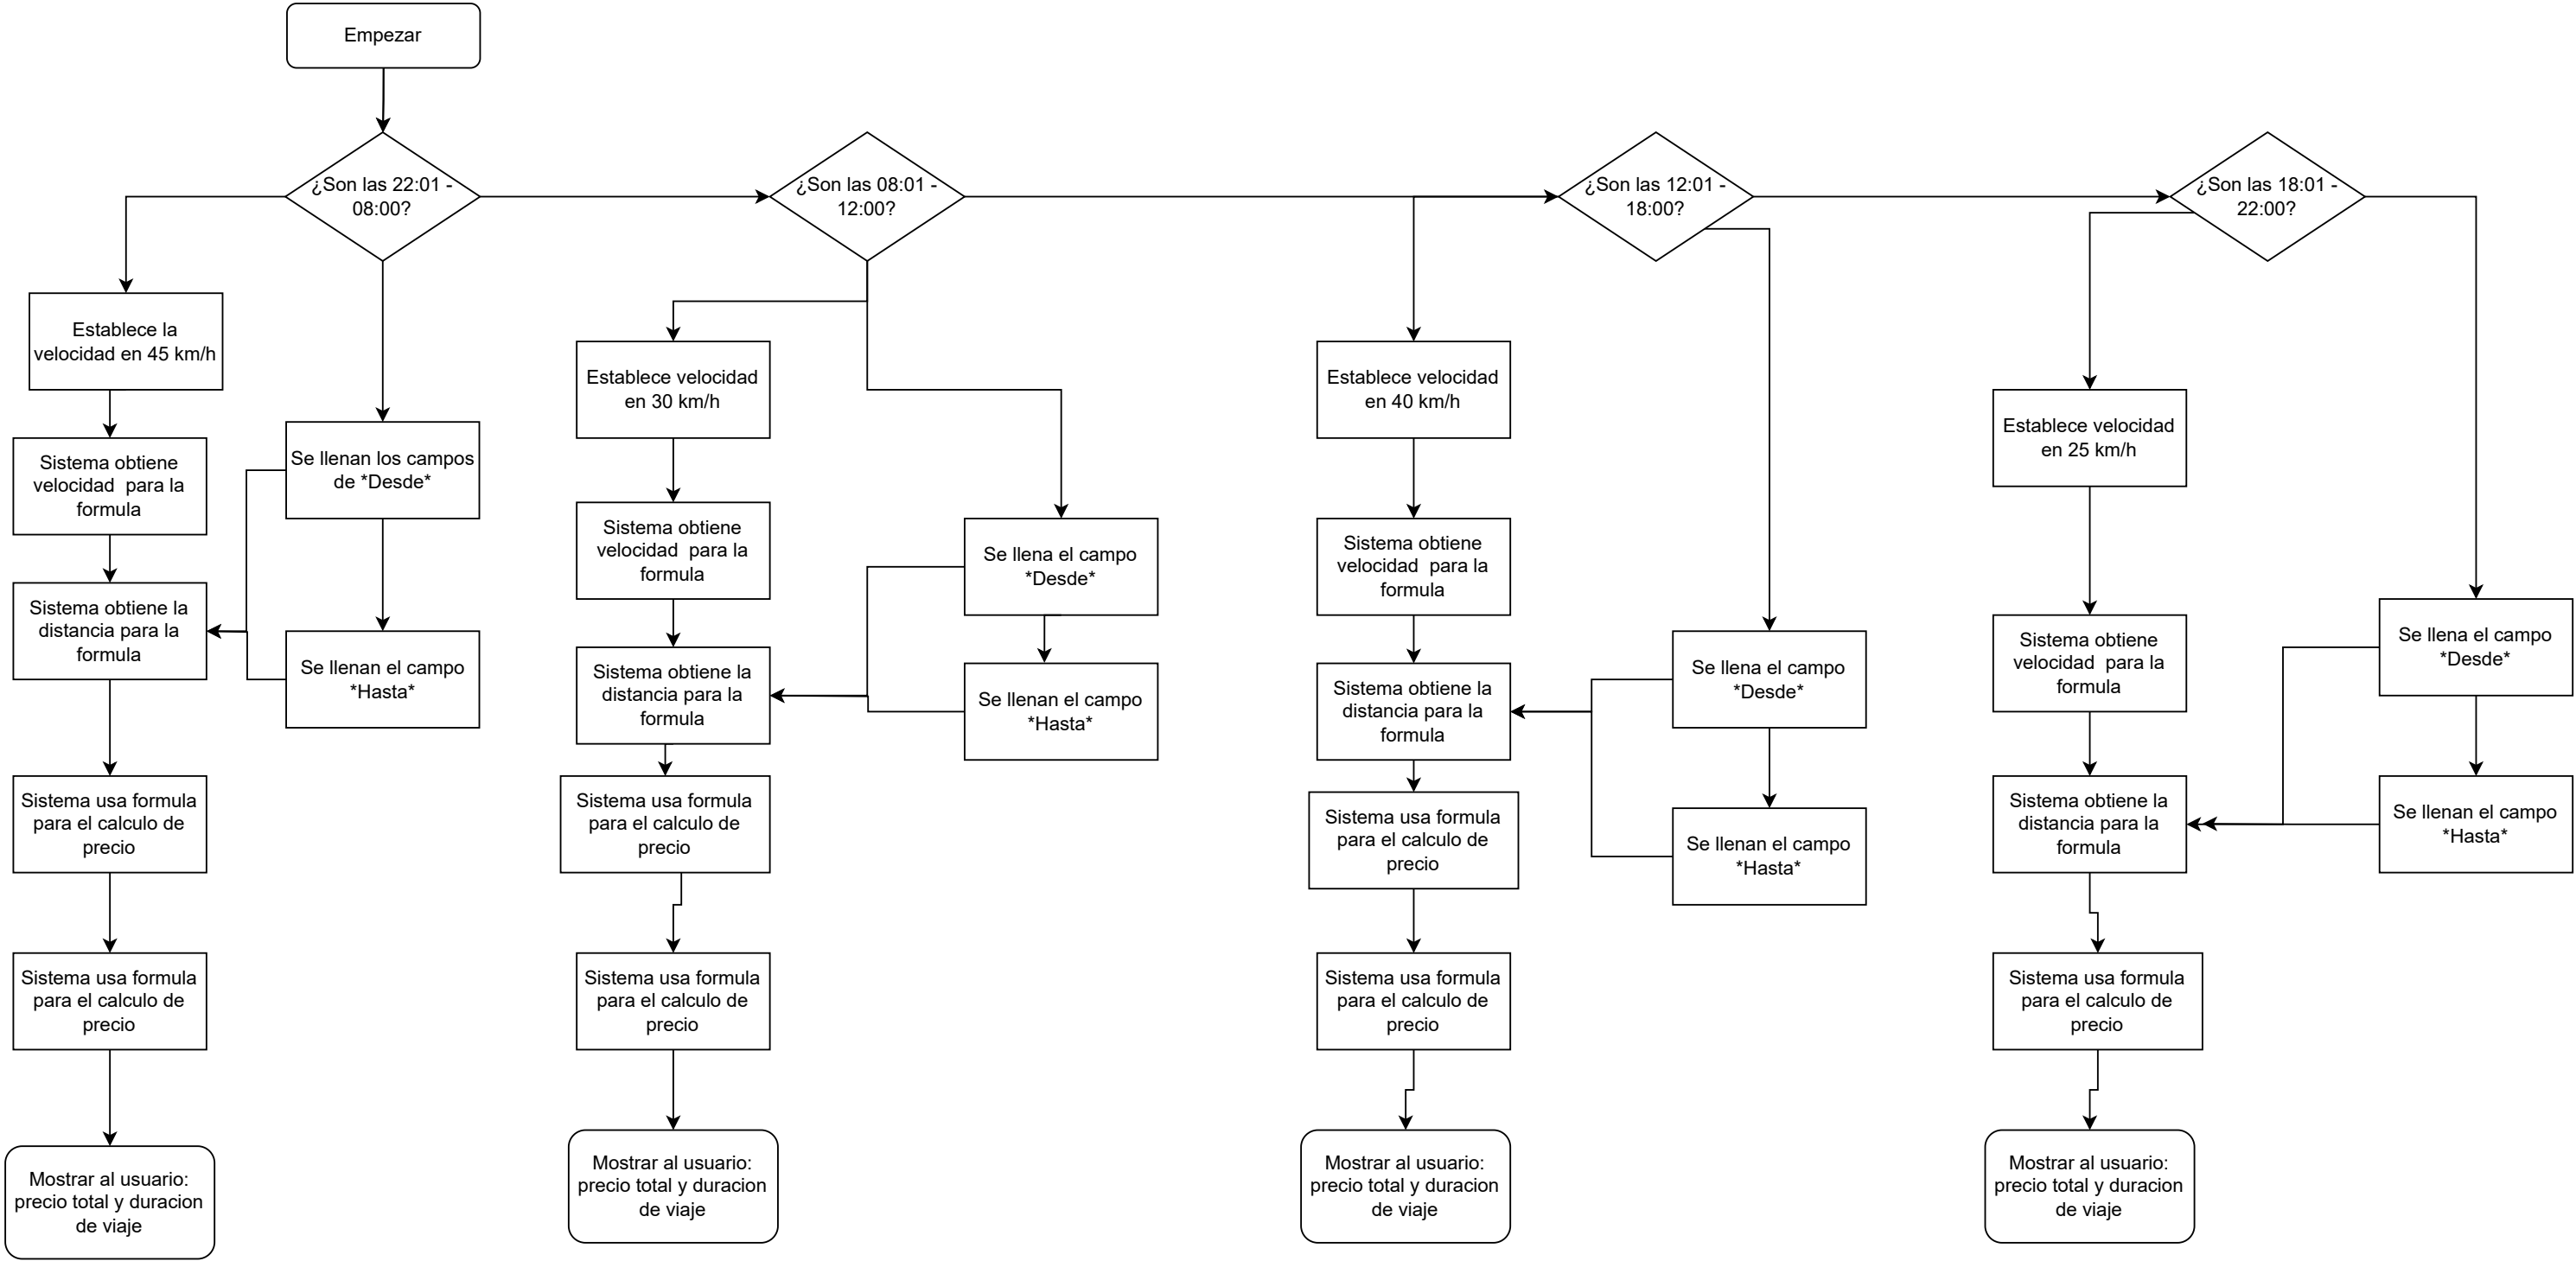 Empezar
¿Son las 22:01 -
08:00?
¿Son las 08:01 -
12:00?
¿Son las 12:01 -
18:00?
¿Son las 18:01 -
22:00?
Establece la
velocidad en 45 km/h
Sistema obtiene
velocidad  para la
formula
Sistema obtiene la
distancia para la
formula
Sistema usa formula
para el calculo de
precio
Sistema usa formula
para el calculo de
precio
Mostrar al usuario:
precio total y duracion
de viaje
Se llenan los campos
de *Desde*
Se llenan el campo
*Hasta*
Establece velocidad
en 30 km/h
Sistema obtiene
velocidad  para la
formula
Sistema obtiene la
distancia para la
formula
Sistema usa formula
para el calculo de
precio
Sistema usa formula
para el calculo de
precio
Mostrar al usuario:
precio total y duracion
de viaje
Se llena el campo
*Desde*
Se llenan el campo
*Hasta*
Establece velocidad
en 40 km/h
Sistema obtiene
velocidad  para la
formula
Sistema obtiene la
distancia para la
formula
Sistema usa formula
para el calculo de
precio
Sistema usa formula
para el calculo de
precio
Mostrar al usuario:
precio total y duracion
de viaje
Se llena el campo
*Desde*
Se llenan el campo
*Hasta*
Establece velocidad
en 25 km/h
Sistema obtiene
velocidad  para la
formula
Sistema obtiene la
distancia para la
formula
Sistema usa formula
para el calculo de
precio
Mostrar al usuario:
precio total y duracion
de viaje
Se llena el campo
*Desde*
Se llenan el campo
*Hasta*